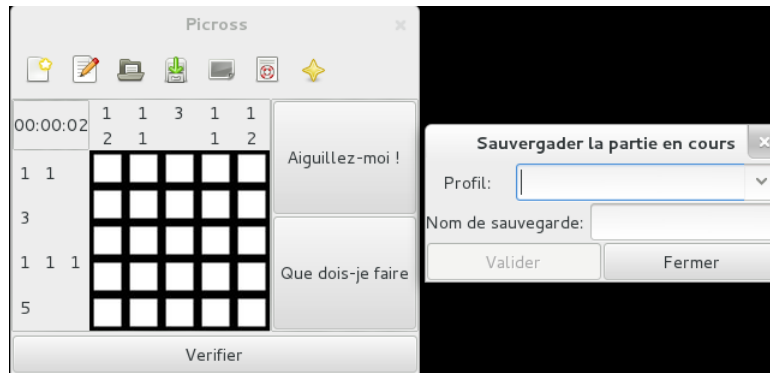 Picross
00:00:02
1 1 3 1 1
2 1 1 2
1 1
3
1 1 1
5
Aiguillez-moi !
Que dois-je faire
Verifier
Sauvergader la partie en cours
Profil:
Nom de sauvegarde:
Valider Fermer